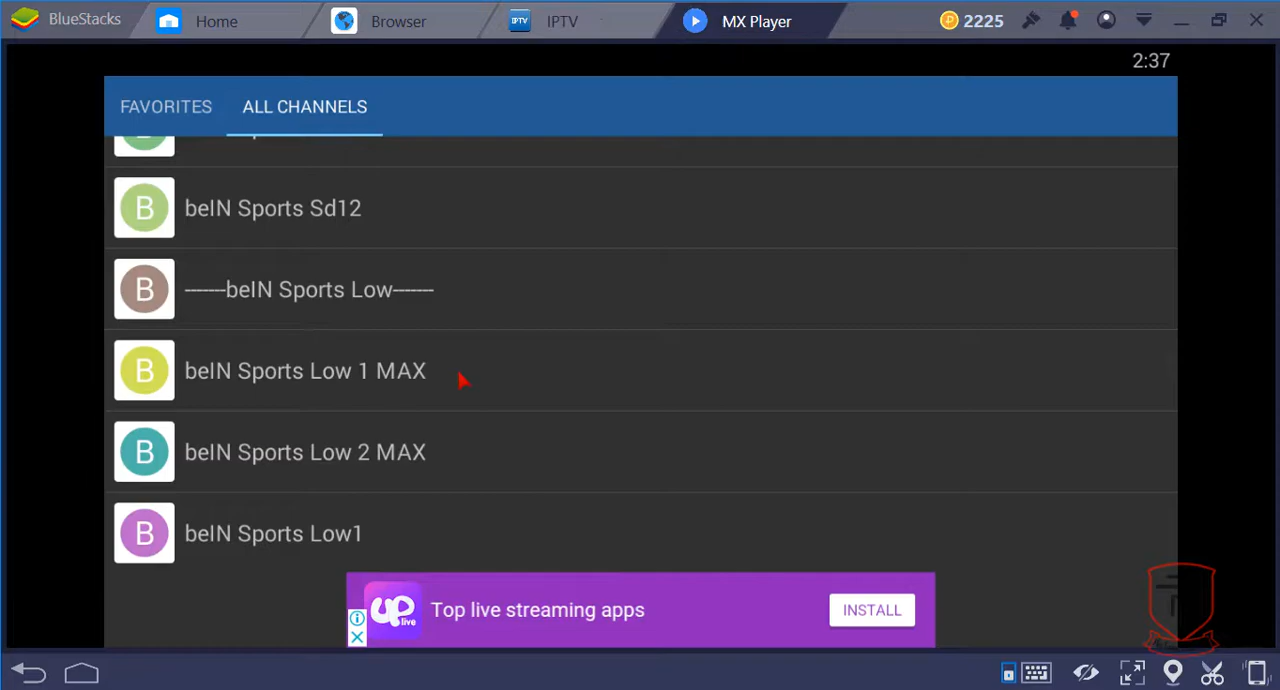 BlueStacks Home Browser IPTV IPTV MX Player 2225
2:37
FAVORITES ALL CHANNELS
B beIN Sports Sd12
B -------beIN Sports Low-------
B beIN Sports Low 1 MAX
B beIN Sports Low 2 MAX
B beIN Sports Low1
up live Top live streaming apps INSTALL